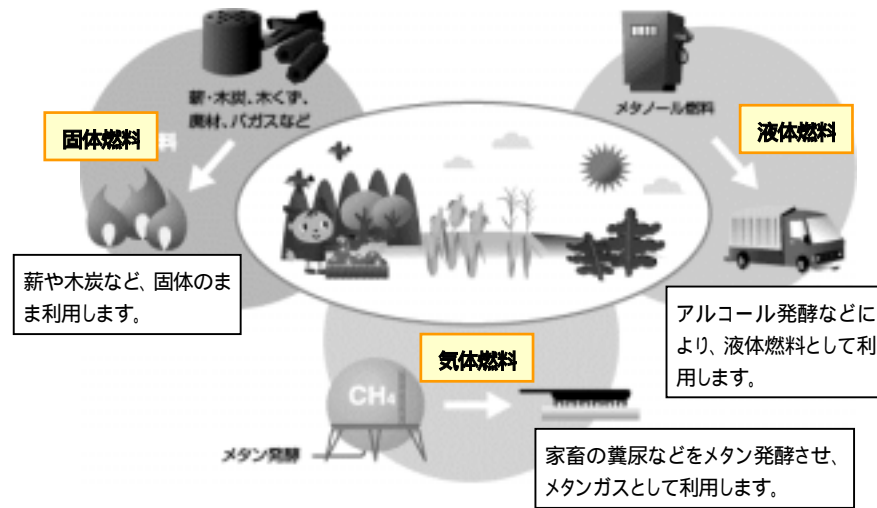 薪・木炭、木くず、
廃材、バガスなど
固体燃料
料
薪や木炭など、固体のま
ま利用します。
メタノール燃料
液体燃料
アルコール発酵などに
より、液体燃料として利
用します。
気体燃料
CH4
メタン発酵
家畜の糞尿などをメタン発酵させ、
メタンガスとして利用します。